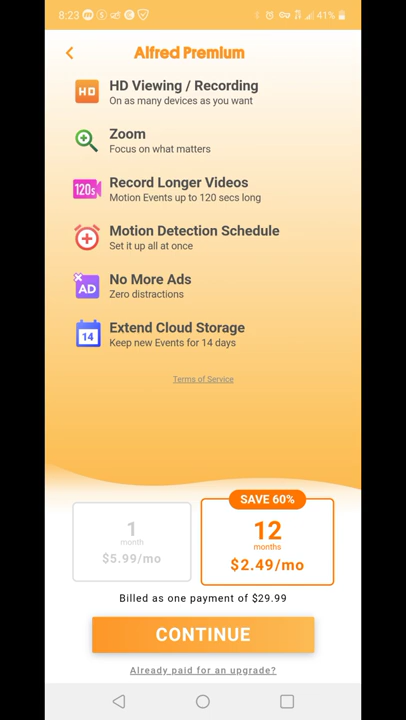 8:23
41%
Alfred Premium
HD
HD Viewing / Recording
On as many devices as you want
Zoom
Focus on what matters
120s
Record Longer Videos
Motion Events up to 120 secs long
Motion Detection Schedule
Set it up all at once
AD
No More Ads
Zero distractions
14
Extend Cloud Storage
Keep new Events for 14 days
Terms of Service
SAVE 60%
1
month
$5.99/mo
12
months
$2.49/mo
Billed as one payment of $29.99
CONTINUE
Already paid for an upgrade?